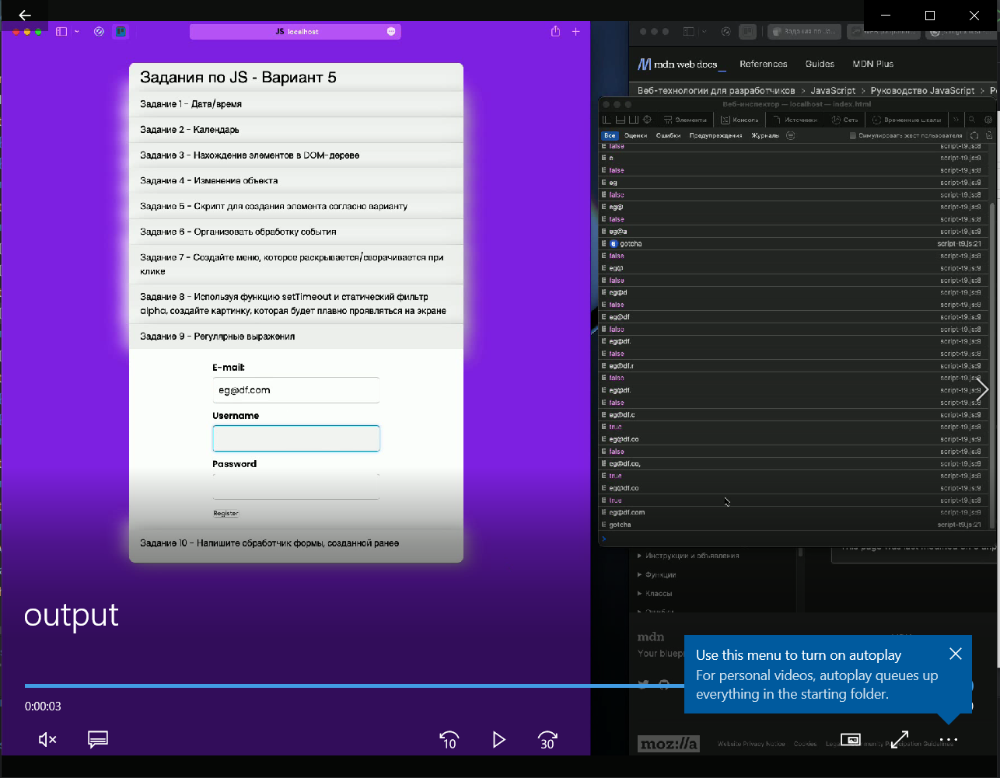 JS localhost
Задания по JS - Вариант 5
Задание 1 - Дата/время
Задание 2 - Календарь
Задание 3 - Нахождение элементов в DOM-дереве
Задание 4 - Изменение объекта
Задание 5 - Скрипт для создания элемента согласно варианту
Задание 6 - Организовать обработку события
Задание 7 - Создайте меню, которое раскрывается/сворачивается при
клике
Задание 8 - Используя функцию setTimeout и статический фильтр
alpha, создайте картинку, которая будет плавно проявляться на экране
Задание 9 - Регулярные выражения
E-mail:
eg@df.com
Username
Password
Register
Задание 10 - Напишите обработчик формы, созданной ранее
output
0:00:03
10
30
Задания по Ja...
mdn web docs_ References Guides MDN Plus
Веб-технологии для разработчиков > JavaScript > Руководство JavaScript >
Веб-инспектор — localhost — index.html
Элементы Консоль Источники Сеть Временные шкалы
Все Оценки Ошибки Предупреждения Журналы Симулировать жест пользователя
false script-t9.js:8
e script-t9.js:9
false script-t9.js:8
eg script-t9.js:9
false script-t9.js:8
eg@ script-t9.js:9
false script-t9.js:8
eg@a script-t9.js:9
6 gotcha script-t9.js:21
false script-t9.js:8
eg@ script-t9.js:9
false script-t9.js:8
eg@d script-t9.js:9
false script-t9.js:8
eg@df script-t9.js:9
false script-t9.js:8
eg@df. script-t9.js:9
false script-t9.js:8
eg@df.r script-t9.js:9
false script-t9.js:8
eg@df. script-t9.js:9
false script-t9.js:8
eg@df.c script-t9.js:9
true script-t9.js:8
eg@df.co script-t9.js:9
false script-t9.js:8
eg@df.co, script-t9.js:9
true script-t9.js:8
eg@df.co script-t9.js:9
true script-t9.js:8
eg@df.com script-t9.js:9
gotcha script-t9.js:21
Инструкции и объявления
Функции
Классы
mdn
Your
Use this menu to turn on autoplay
For personal videos, autoplay queues up
everything in the starting folder.
moz://a Website Privacy Notice Cookies Participation Guidelines